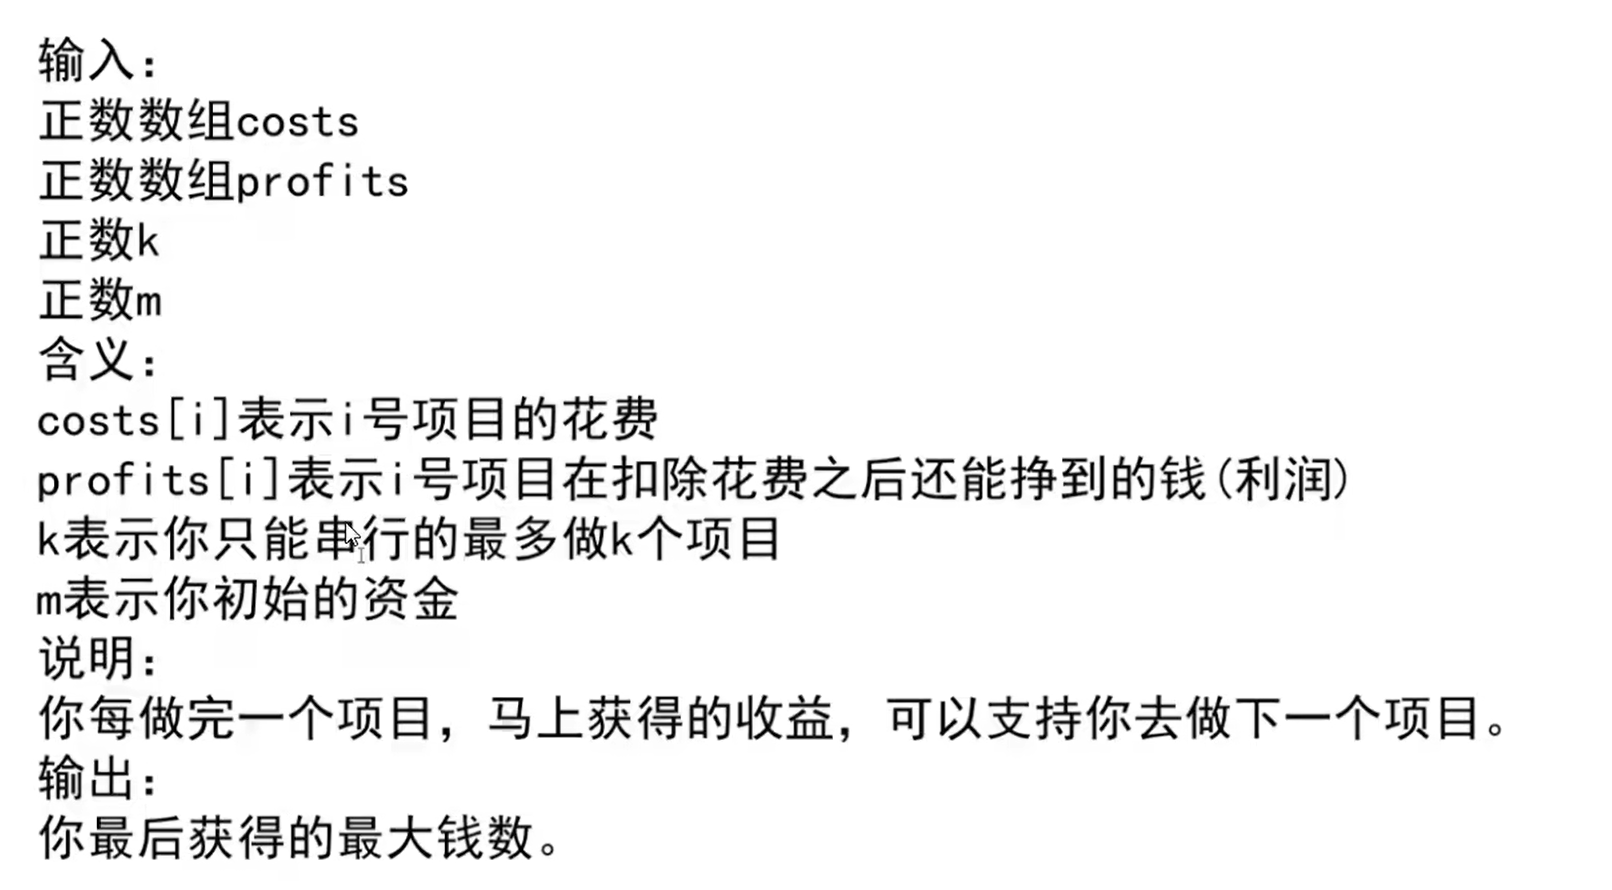 输入：
正数数组costs
正数数组profits
正数k
正数m
含义：
costs[i]表示i号项目的花费
profits[i]表示i号项目在扣除花费之后还能挣到的钱(利润)
k表示你只能串行的最多做k个项目
m表示你初始的资金
说明：
你每做完一个项目，马上获得的收益，可以支持你去做下一个项目。
输出：
你最后获得的最大钱数。